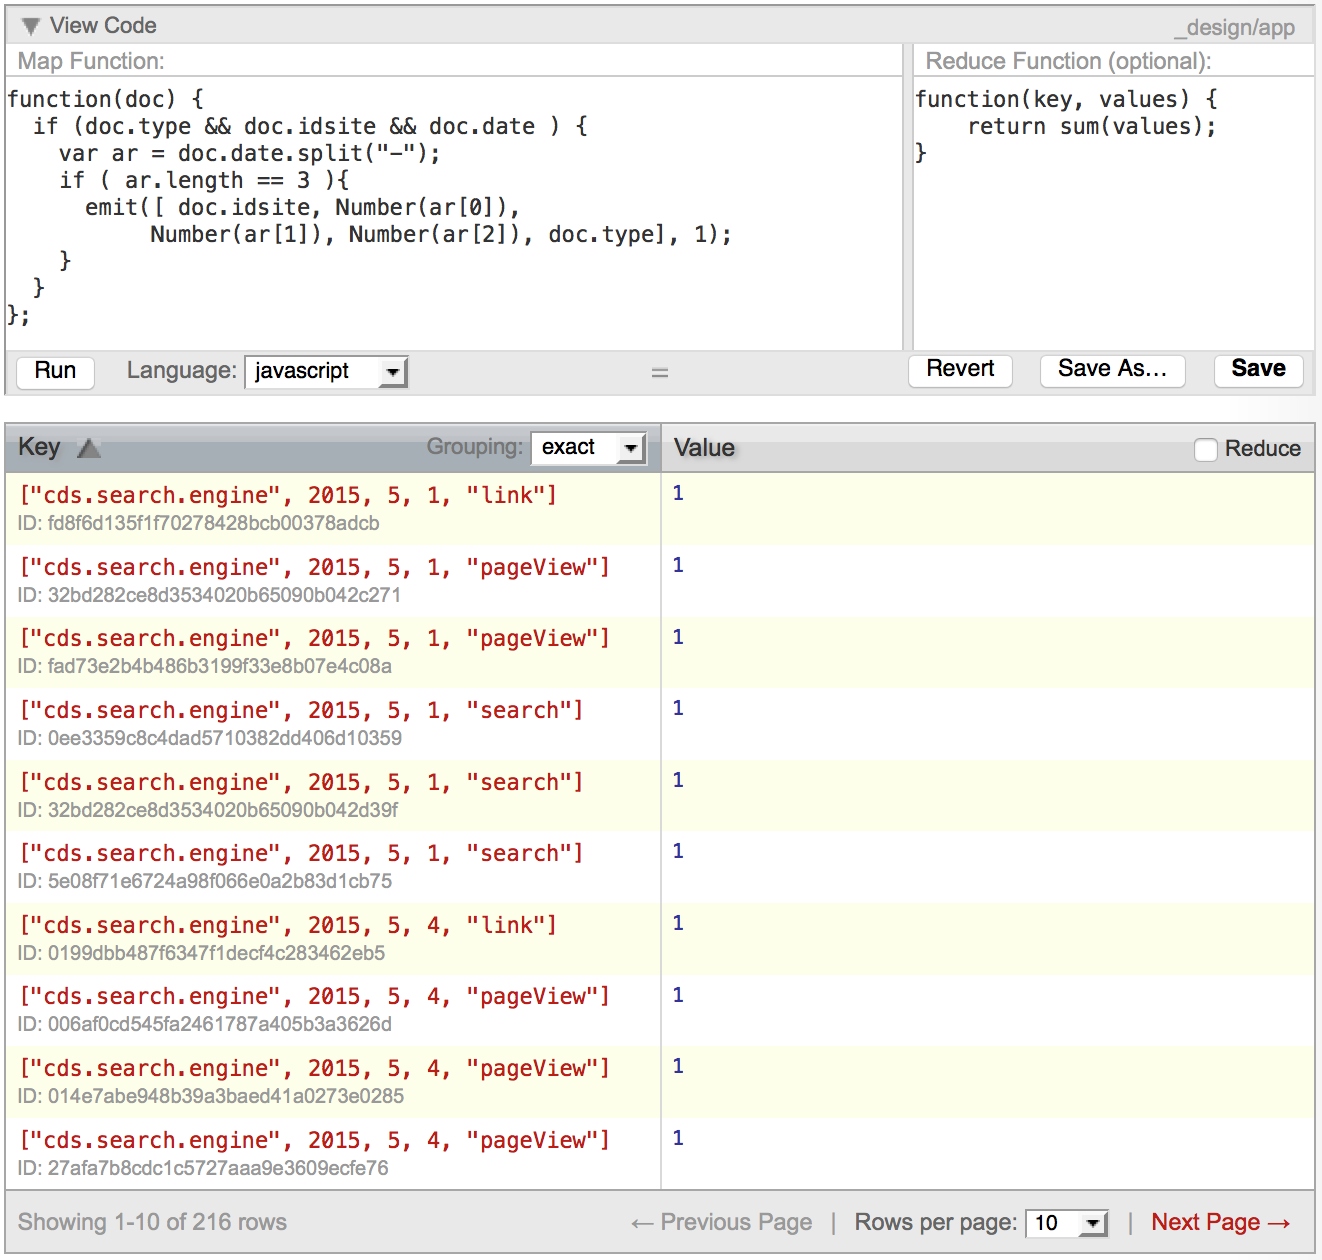 ▼ View Code
_design/app
Map Function:
Reduce Function (optional):
function(doc) {
  if (doc.type && doc.idsite && doc.date ) {
    var ar = doc.date.split("-");
    if ( ar.length == 3 ){
      emit([ doc.idsite, Number(ar[0]),
           Number(ar[1]), Number(ar[2]), doc.type], 1);
    }
  }
};
function(key, values) {
    return sum(values);
}
Run Language: javascript = Revert Save As... Save
Key ▲ Grouping: exact Value Reduce
["cds.search.engine", 2015, 5, 1, "link"] 1
ID: fd8f6d135f1f70278428bcb00378adcb
["cds.search.engine", 2015, 5, 1, "pageView"] 1
ID: 32bd282ce8d3534020b65090b042c271
["cds.search.engine", 2015, 5, 1, "pageView"] 1
ID: fad73e2b4b486b3199f33e8b07e4c08a
["cds.search.engine", 2015, 5, 1, "search"] 1
ID: 0ee3359c8c4dad5710382dd406d10359
["cds.search.engine", 2015, 5, 1, "search"] 1
ID: 32bd282ce8d3534020b65090b042d39f
["cds.search.engine", 2015, 5, 1, "search"] 1
ID: 5e08f71e6724a98f066e0a2b83d1cb75
["cds.search.engine", 2015, 5, 4, "link"] 1
ID: 0199dbb487f6347f1decf4c283462eb5
["cds.search.engine", 2015, 5, 4, "pageView"] 1
ID: 006af0cd545fa2461787a405b3a3626d
["cds.search.engine", 2015, 5, 4, "pageView"] 1
ID: 014e7abe948b39a3baed41a0273e0285
["cds.search.engine", 2015, 5, 4, "pageView"] 1
ID: 27afa7b8cdc1c5727aaa9e3609ecfe76
Showing 1-10 of 216 rows ← Previous Page | Rows per page: 10 | Next Page →